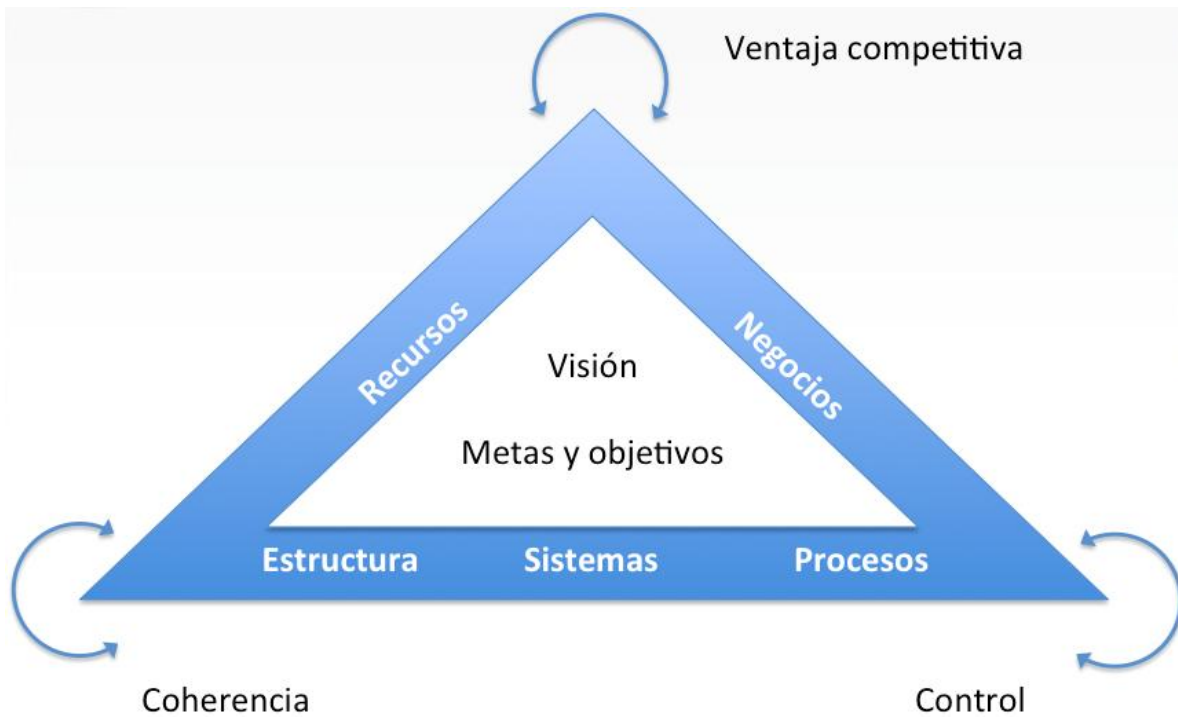 Ventaja competitiva
Recursos
Negocios
Visión
Metas y objetivos
Estructura Sistemas Procesos
Coherencia
Control